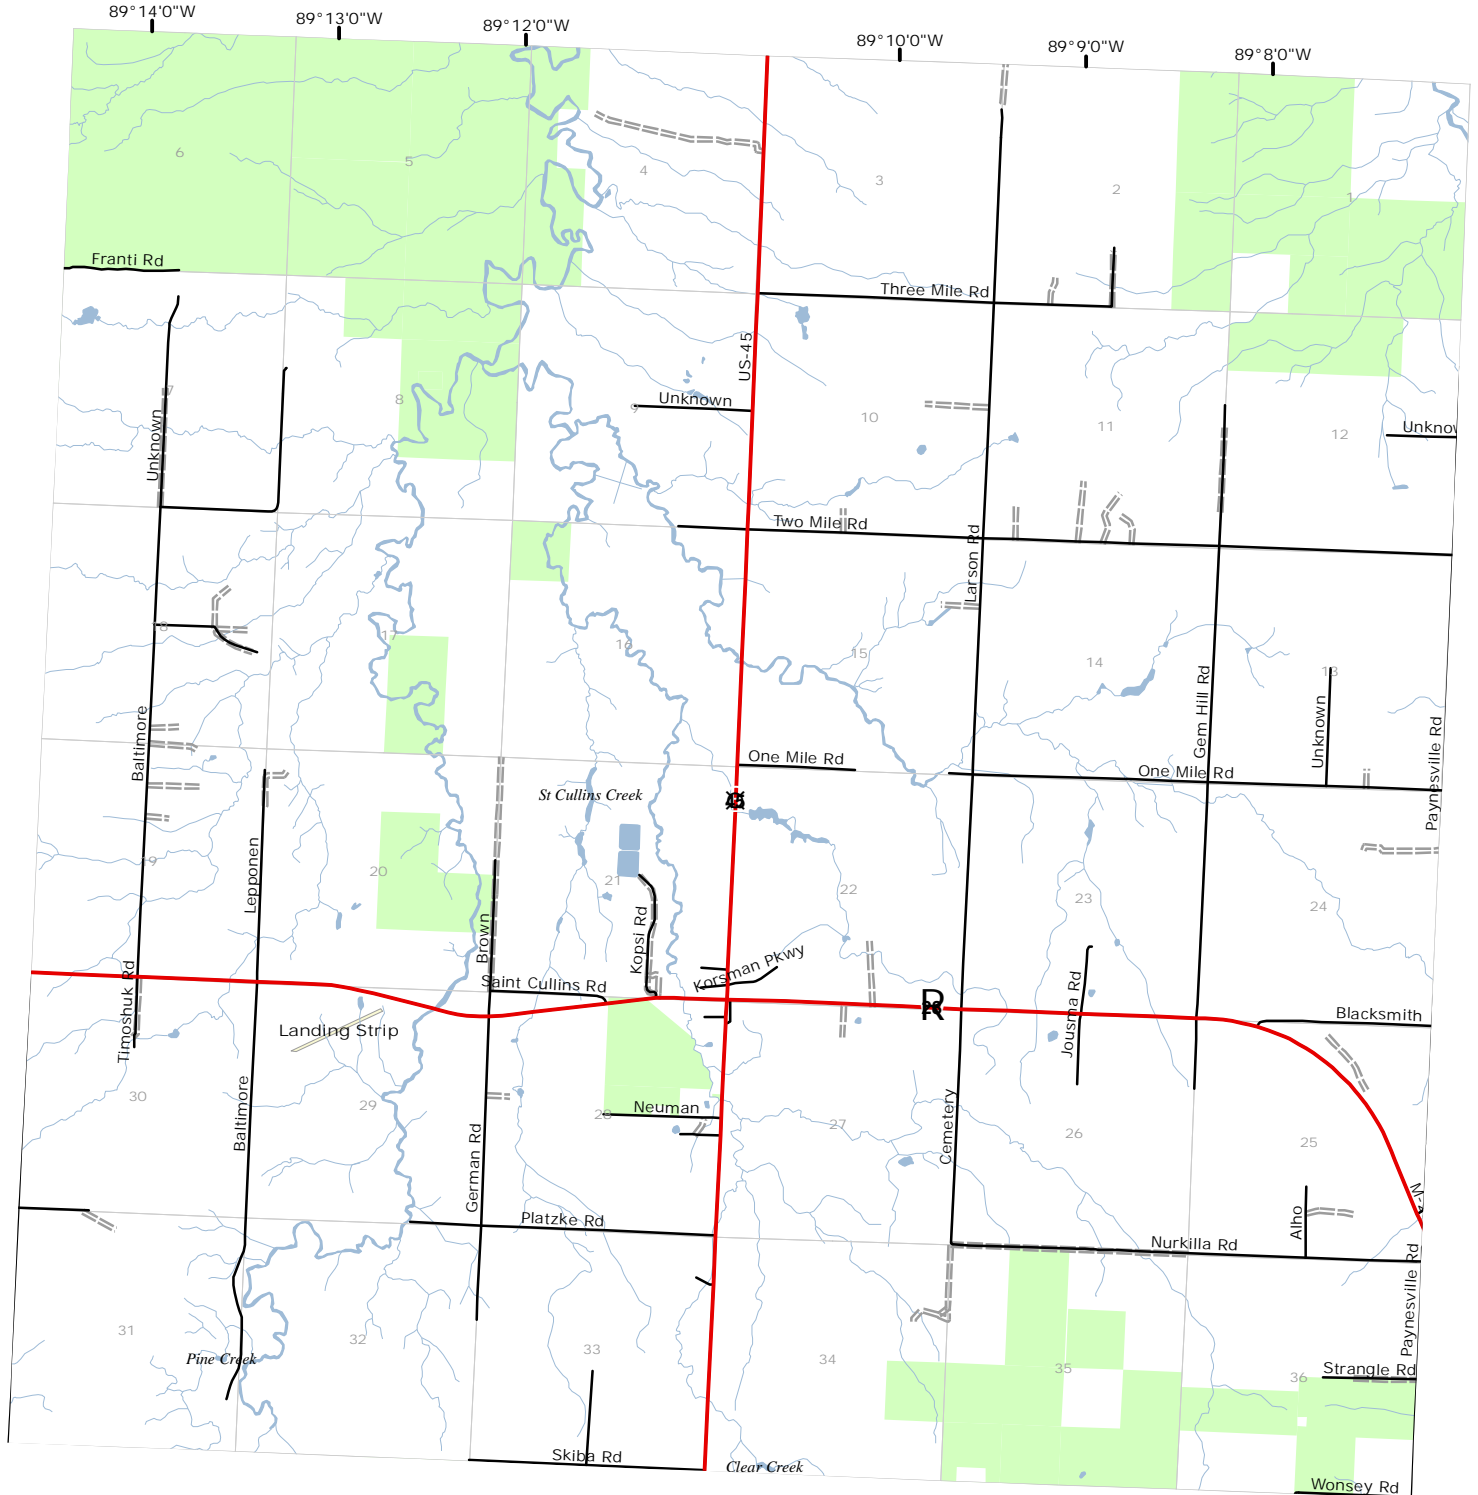 89°14'0"W
89°13'0"W
89°12'0"W
89°10'0"W
89°9'0"W
89°8'0"W
6
5
4
3
2
1
Franti Rd
Three Mile Rd
US-45
7
8
9
Unknown
10
11
12
Unknown
Two Mile Rd
Larson Rd
17
16
15
14
13
Unknown
Gem Hill Rd
Baltimore
One Mile Rd
One Mile Rd
Paynesville Rd
St Cullins Creek
Lepponen
20
21
22
23
24
Brown
Kopsi Rd
Korsman Pkwy
Saint Cullins Rd
R
28
Jousma Rd
Blacksmith
Timoshuk Rd
Landing Strip
30
29
28
27
26
25
Neuman
Baltimore
German Rd
Cemetery
Platzke Rd
Alho
Nurkilla Rd
Paynesville Rd
31
32
33
34
35
36
Pine Creek
Strangle Rd
Skiba Rd
Clear Creek
Wonsey Rd